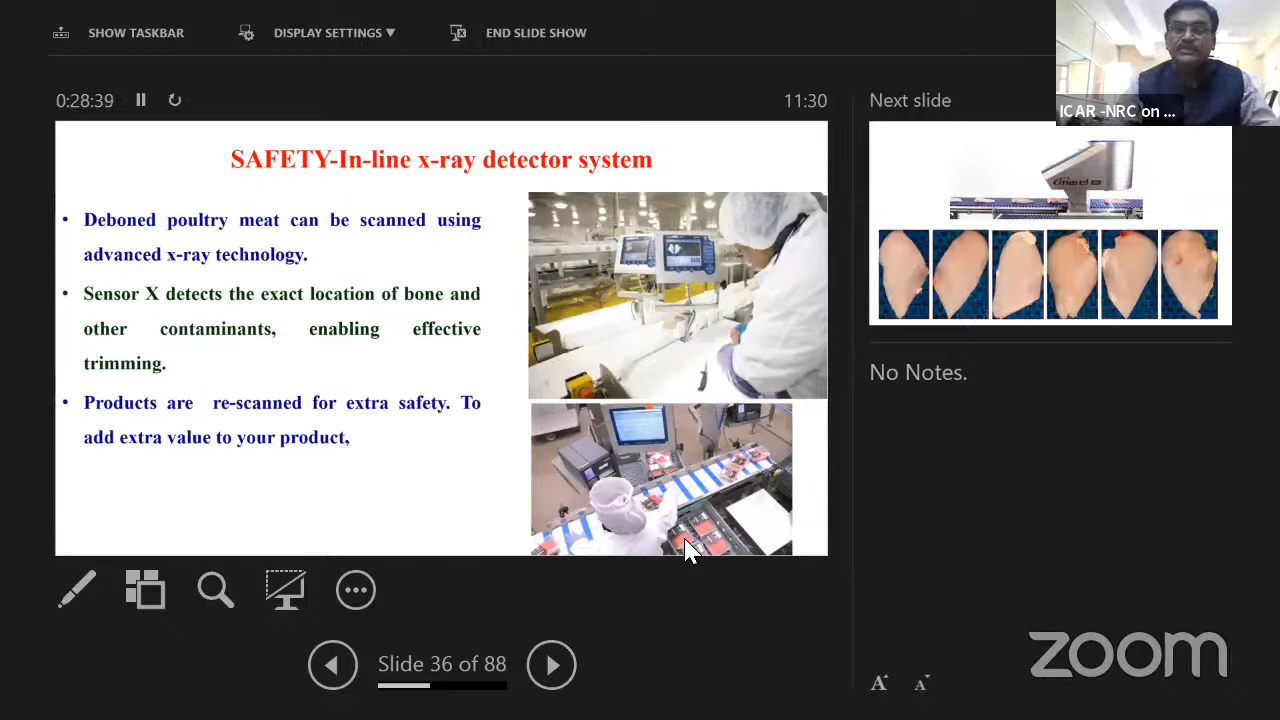 SHOW TASKBAR
DISPLAY SETTINGS ▼
END SLIDE SHOW
0:28:39
11:30
Next slide
ICAR -NRC on ...
SAFETY-In-line x-ray detector system
• Deboned poultry meat can be scanned using
advanced x-ray technology.
• Sensor X detects the exact location of bone and
other contaminants, enabling effective
trimming.
• Products are re-scanned for extra safety. To
add extra value to your product,
marel
No Notes.
Slide 36 of 88
zoom
A A